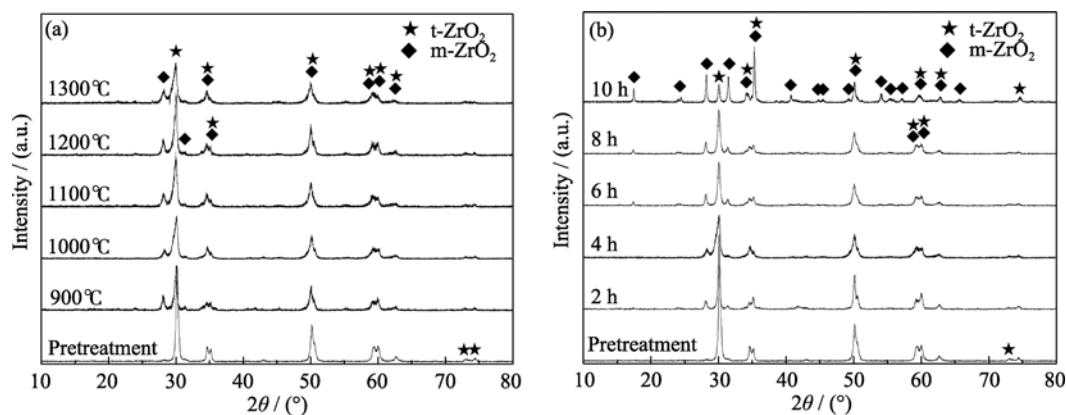 (a)
★ t-ZrO₂
◆ m-ZrO₂
1300℃
1200℃
1100℃
1000℃
900℃
Pretreatment
Intensity / (a.u.)
10 20 30 40 50 60 70 80
2θ / (°)
(b)
★ t-ZrO₂
◆ m-ZrO₂
10 h
8 h
6 h
4 h
2 h
Pretreatment
Intensity / (a.u.)
10 20 30 40 50 60 70 80
2θ / (°)